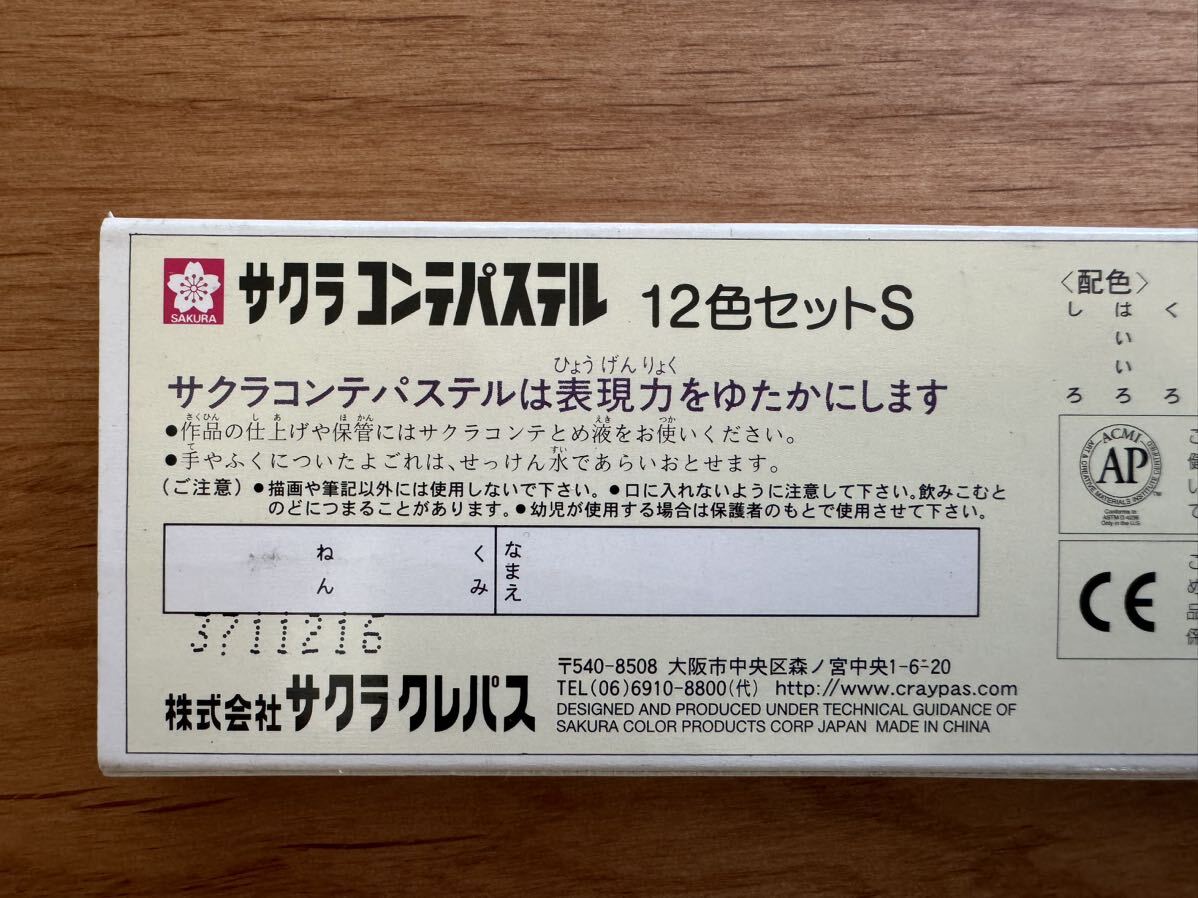 SAKURA
サクラ コンテパステル 12色セットS
ひょうげんりょく
サクラコンテパステルは表現力をゆたかにします
さくひん しあ ほかん えき つか
●作品の仕上げや保管にはサクラコンテとめ液をお使いください。
て すい
●手やふくについたよごれは、せっけん水であらいおとせます。
(ご注意) ●描画や筆記以外には使用しないで下さい。●口に入れないように注意して下さい。飲みこむと
のどにつまることがあります。●幼児が使用する場合は保護者のもとで使用させて下さい。
ねん
くみ
なまえ
3711216
株式会社サクラクレパス
〒540-8508 大阪市中央区森ノ宮中央1-6-20
TEL(06)6910-8800(代) http://www.craypas.com
DESIGNED AND PRODUCED UNDER TECHNICAL GUIDANCE OF
SAKURA COLOR PRODUCTS CORP JAPAN MADE IN CHINA
〈配色〉
しろ
はいいろ
くろ
ACMI
AP
ART & CREATIVE MATERIALS INSTITUTE CERTIFIED
Conforms to
ASTM D 4236
Only in the U.S
CE